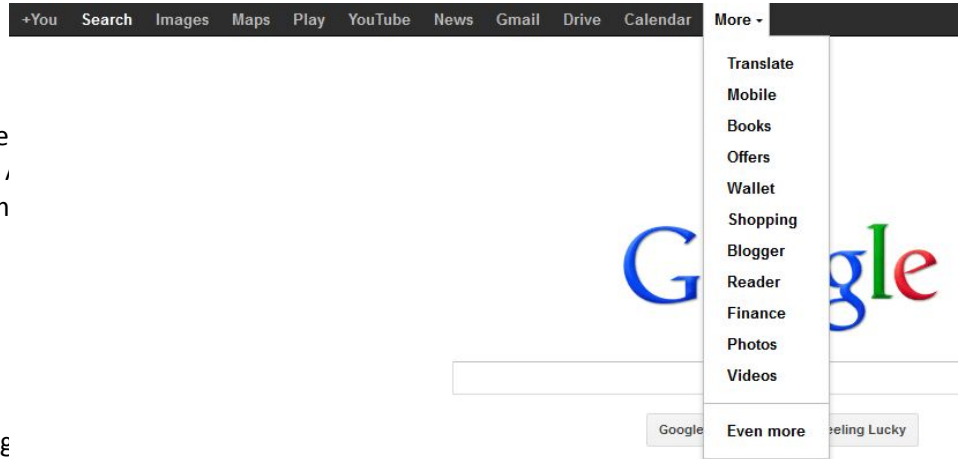 +You Search Images Maps Play YouTube News Gmail Drive Calendar More
Translate
Mobile
Books
Offers
Wallet
Shopping
Blogger
Reader
Finance
Photos
Videos
G gle
Google eeling Lucky
Even more